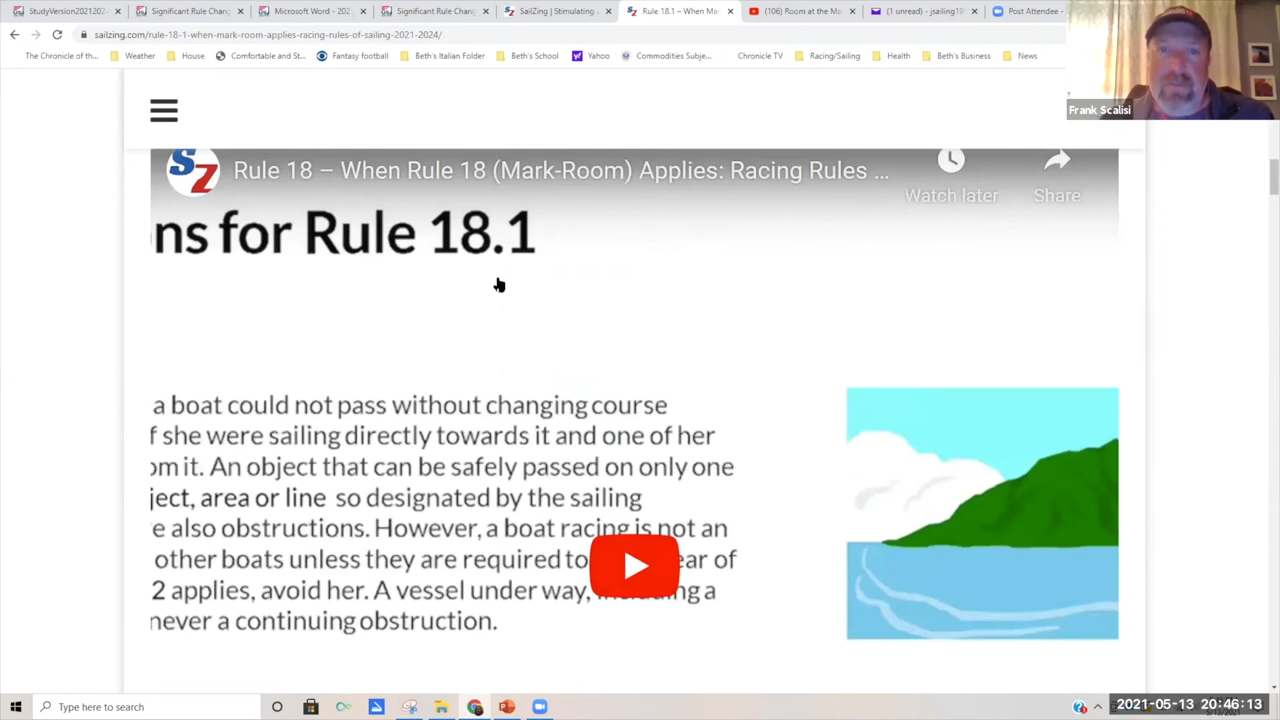 StudyVersion2021202
Significant Rule Chang
Microsoft Word - 202
Significant Rule Chang
SailZing | Stimulating
Rule 18.1 – When Ma
(106) Room at the Ma
(1 unread) - jsailing19
Post Attendee -
sailzing.com/rule-18-1-when-mark-room-applies-racing-rules-of-sailing-2021-2024/
The Chronicle of th...
Weather
House
Comfortable and St...
Fantasy football
Beth's Italian Folder
Beth's School
Yahoo
Commodities Subje...
Chronicle TV
Racing/Sailing
Health
Beth's Business
News
Frank Scalisi
SZ
Rule 18 – When Rule 18 (Mark-Room) Applies: Racing Rules ...
Watch later
Share
ns for Rule 18.1
a boat could not pass without changing course
f she were sailing directly towards it and one of her
om it. An object that can be safely passed on only one
ject, area or line so designated by the sailing
e also obstructions. However, a boat racing is not an
other boats unless they are required to ear of
2 applies, avoid her. A vessel under way, including a
never a continuing obstruction.
Type here to search
2021-05-13 20:46:13